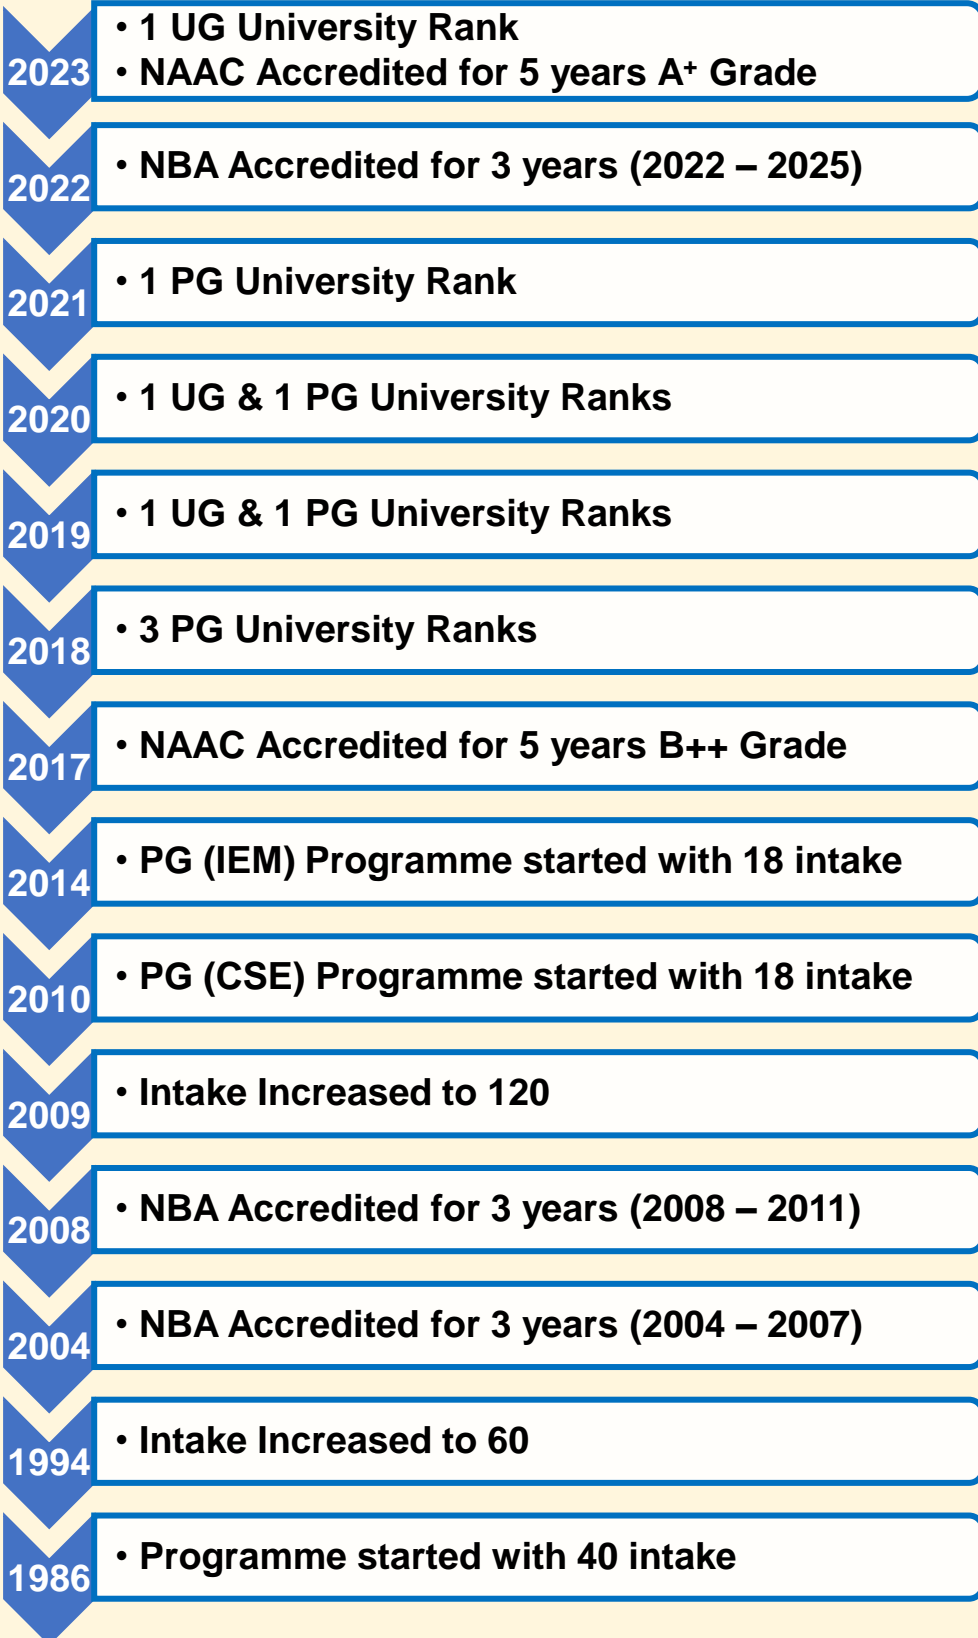 2023
• 1 UG University Rank
• NAAC Accredited for 5 years A⁺ Grade
2022
• NBA Accredited for 3 years (2022 – 2025)
2021
• 1 PG University Rank
2020
• 1 UG & 1 PG University Ranks
2019
• 1 UG & 1 PG University Ranks
2018
• 3 PG University Ranks
2017
• NAAC Accredited for 5 years B++ Grade
2014
• PG (IEM) Programme started with 18 intake
2010
• PG (CSE) Programme started with 18 intake
2009
• Intake Increased to 120
2008
• NBA Accredited for 3 years (2008 – 2011)
2004
• NBA Accredited for 3 years (2004 – 2007)
1994
• Intake Increased to 60
1986
• Programme started with 40 intake